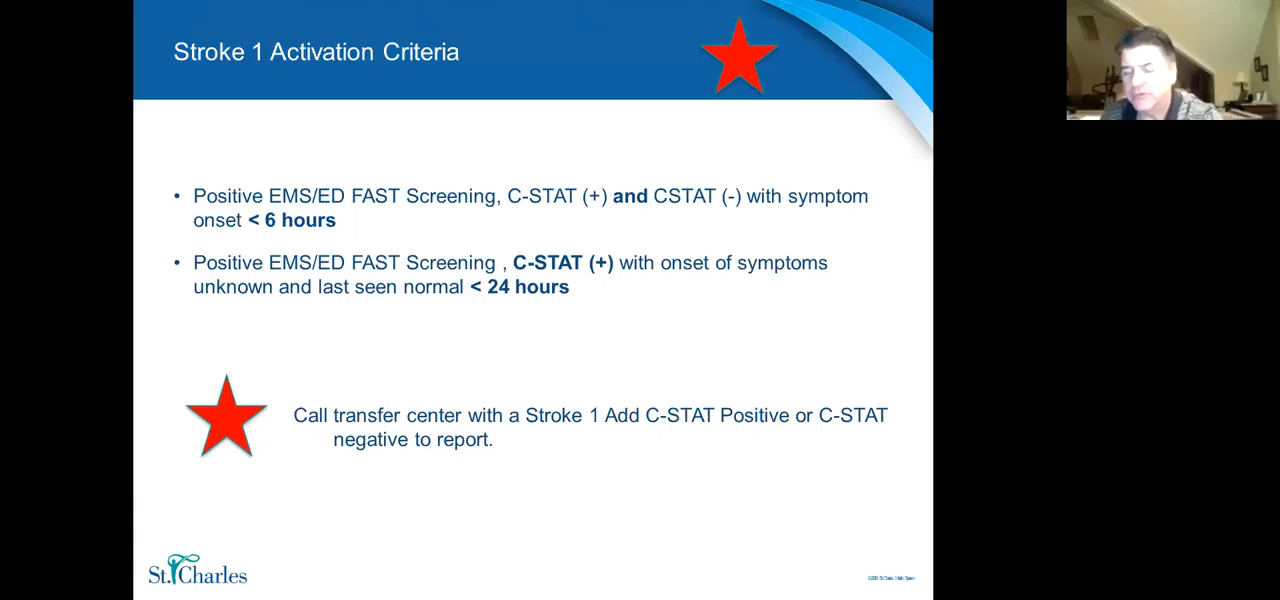 Stroke 1 Activation Criteria
• Positive EMS/ED FAST Screening, C-STAT (+) and CSTAT (-) with symptom
onset < 6 hours
• Positive EMS/ED FAST Screening , C-STAT (+) with onset of symptoms
unknown and last seen normal < 24 hours
Call transfer center with a Stroke 1 Add C-STAT Positive or C-STAT
negative to report.
St. Charles